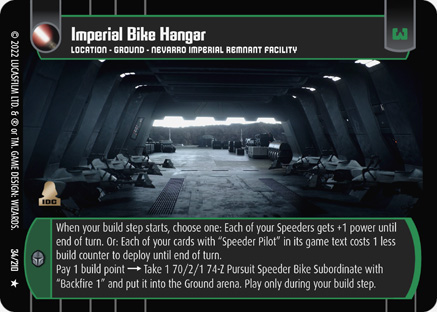 Imperial Bike Hangar
LOCATION - GROUND - NEVARRO IMPERIAL REMNANT FACILITY
© 2022 LUCASFILM LTD. & ® or TM. GAME DESIGN: WIZARDS.
34/210
IDC
When your build step starts, choose one: Each of your Speeders gets +1 power until
end of turn. Or: Each of your cards with "Speeder Pilot" in its game text costs 1 less
build counter to deploy until end of turn.
Pay 1 build point → Take 1 70/2/1 74-Z Pursuit Speeder Bike Subordinate with
"Backfire 1" and put it into the Ground arena. Play only during your build step.